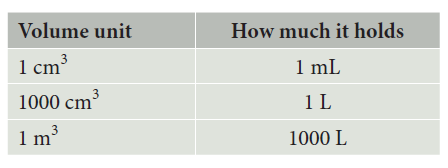 Volume unit How much it holds
1 cm³ 1 mL
1000 cm³ 1 L
1 m³ 1000 L